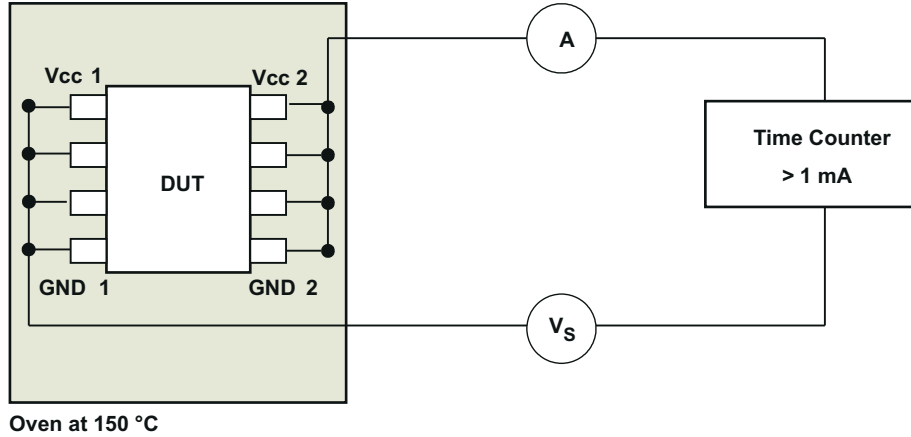 A
Vcc 1
Vcc 2
Time Counter
> 1 mA
DUT
GND 1
GND 2
VS
Oven at 150 °C